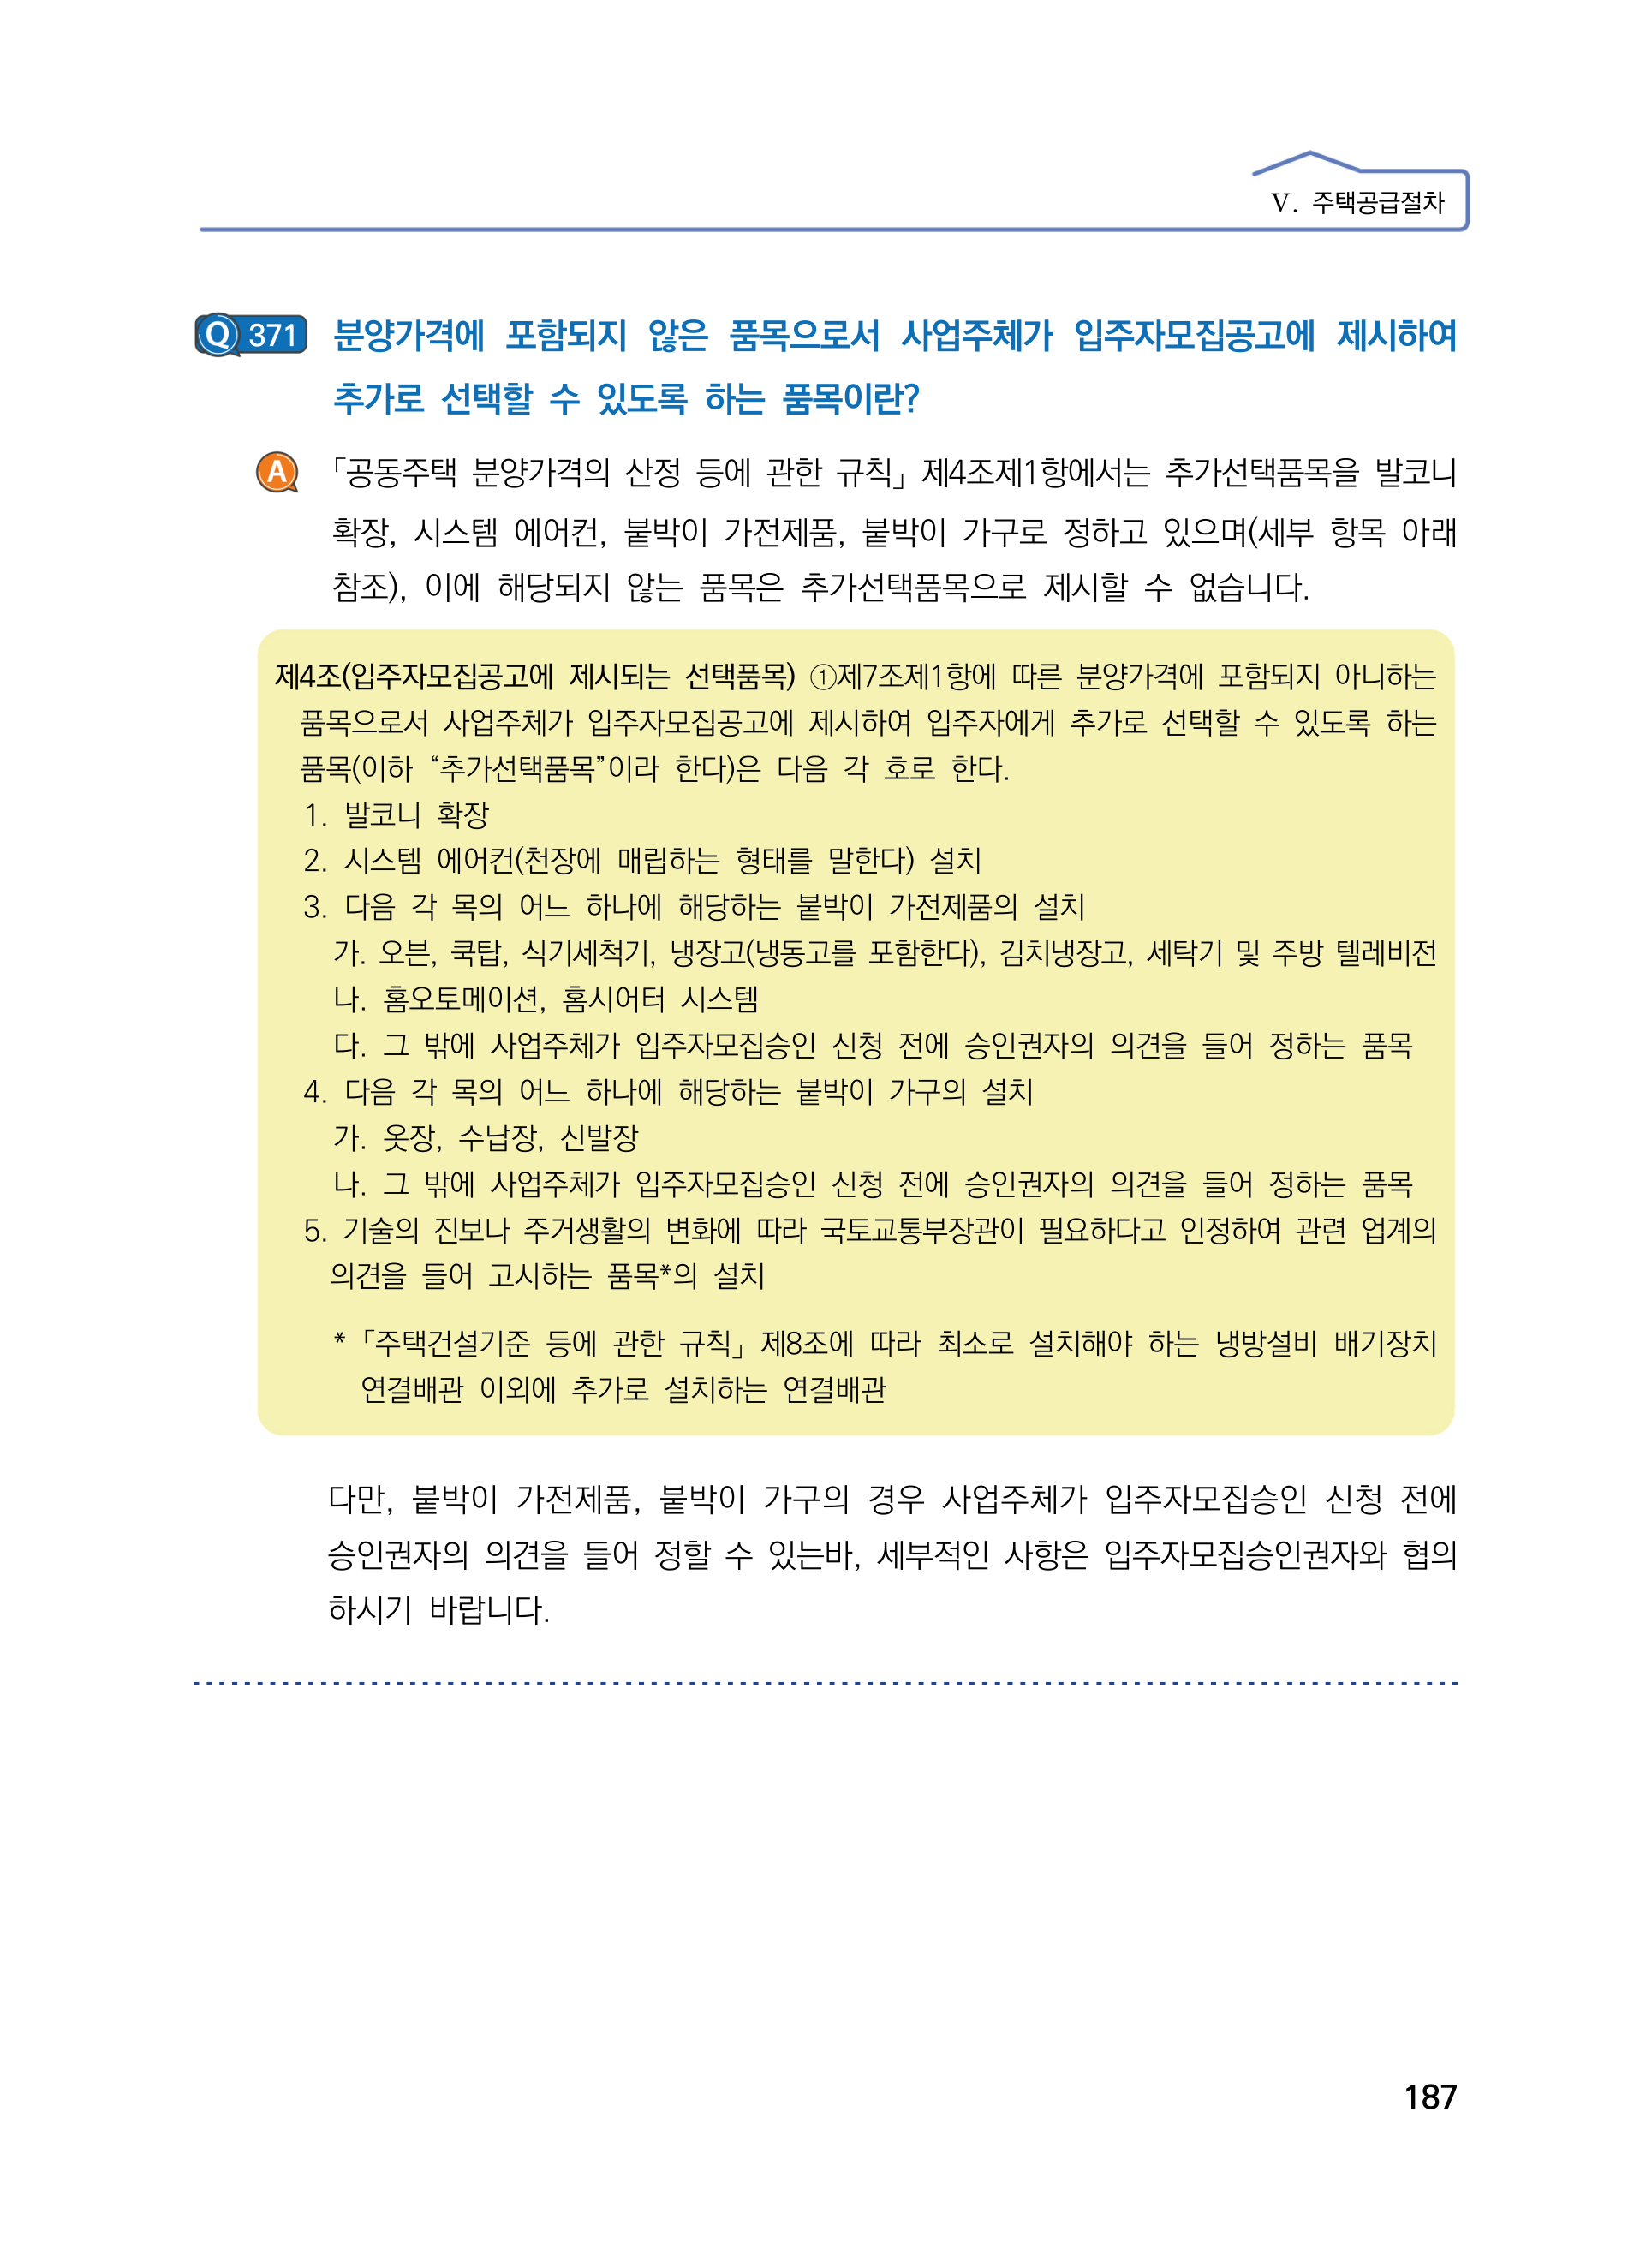 Ⅴ. 주택공급절차
Q 371 분양가격에 포함되지 않은 품목으로서 사업주체가 입주자모집공고에 제시하여
추가로 선택할 수 있도록 하는 품목이란?
A 「공동주택 분양가격의 산정 등에 관한 규칙」 제4조제1항에서는 추가선택품목을 발코니
확장, 시스템 에어컨, 붙박이 가전제품, 붙박이 가구로 정하고 있으며(세부 항목 아래
참조), 이에 해당되지 않는 품목은 추가선택품목으로 제시할 수 없습니다.
제4조(입주자모집공고에 제시되는 선택품목) ①제7조제1항에 따른 분양가격에 포함되지 아니하는
품목으로서 사업주체가 입주자모집공고에 제시하여 입주자에게 추가로 선택할 수 있도록 하는
품목(이하 “추가선택품목”이라 한다)은 다음 각 호로 한다.
1. 발코니 확장
2. 시스템 에어컨(천장에 매립하는 형태를 말한다) 설치
3. 다음 각 목의 어느 하나에 해당하는 붙박이 가전제품의 설치
가. 오븐, 쿡탑, 식기세척기, 냉장고(냉동고를 포함한다), 김치냉장고, 세탁기 및 주방 텔레비전
나. 홈오토메이션, 홈시어터 시스템
다. 그 밖에 사업주체가 입주자모집승인 신청 전에 승인권자의 의견을 들어 정하는 품목
4. 다음 각 목의 어느 하나에 해당하는 붙박이 가구의 설치
가. 옷장, 수납장, 신발장
나. 그 밖에 사업주체가 입주자모집승인 신청 전에 승인권자의 의견을 들어 정하는 품목
5. 기술의 진보나 주거생활의 변화에 따라 국토교통부장관이 필요하다고 인정하여 관련 업계의
의견을 들어 고시하는 품목*의 설치
* 「주택건설기준 등에 관한 규칙」 제8조에 따라 최소로 설치해야 하는 냉방설비 배기장치
연결배관 이외에 추가로 설치하는 연결배관
다만, 붙박이 가전제품, 붙박이 가구의 경우 사업주체가 입주자모집승인 신청 전에
승인권자의 의견을 들어 정할 수 있는바, 세부적인 사항은 입주자모집승인권자와 협의
하시기 바랍니다.
187